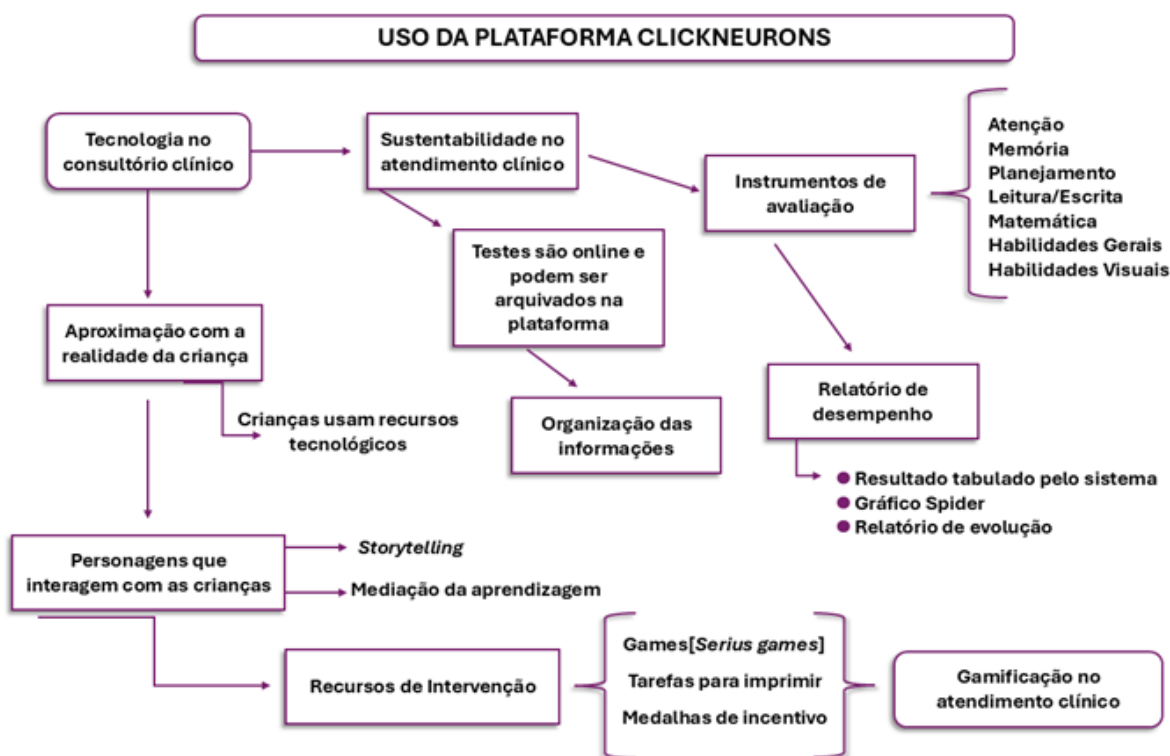 USO DA PLATAFORMA CLICKNEURONS
Tecnologia no
consultório clínico
Sustentabilidade no
atendimento clínico
Instrumentos de
avaliação
Atenção
Memória
Planejamento
Leitura/Escrita
Matemática
Habilidades Gerais
Habilidades Visuais
Testes são online e
podem ser
arquivados na
plataforma
Aproximação com a
realidade da criança
Crianças usam recursos
tecnológicos
Organização das
informações
Relatório de
desempenho
Resultado tabulado pelo sistema
Gráfico Spider
Relatório de evolução
Personagens que
interagem com as crianças
Storytelling
Mediação da aprendizagem
Recursos de Intervenção
Games[Serius games]
Tarefas para imprimir
Medalhas de incentivo
Gamificação no
atendimento clínico